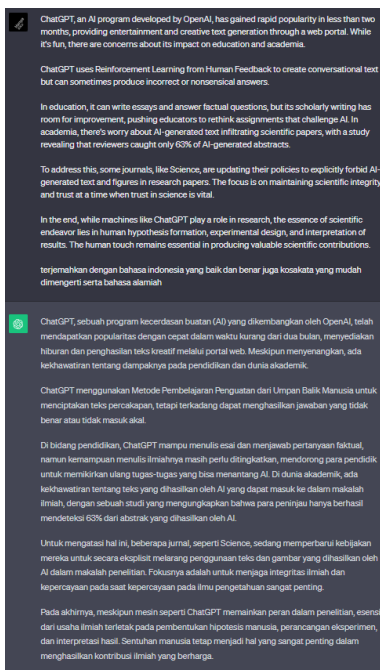 ChatGPT, an AI program developed by OpenAI, has gained rapid popularity in less than two
months, providing entertainment and creative text generation through a web portal. While
it's fun, there are concerns about its impact on education and academia.
ChatGPT uses Reinforcement Learning from Human Feedback to create conversational text
but can sometimes produce incorrect or nonsensical answers.
In education, it can write essays and answer factual questions, but its scholarly writing has
room for improvement, pushing educators to rethink assignments that challenge AI. In
academia, there's worry about AI-generated text infiltrating scientific papers, with a study
revealing that reviewers caught only 63% of AI-generated abstracts.
To address this, some journals, like Science, are updating their policies to explicitly forbid AI-
generated text and figures in research papers. The focus is on maintaining scientific integrity
and trust at a time when trust in science is vital.
In the end, while machines like ChatGPT play a role in research, the essence of scientific
endeavor lies in human hypothesis formation, experimental design, and interpretation of
results. The human touch remains essential in producing valuable scientific contributions.
terjemahkan dengan bahasa indonesia yang baik dan benar juga kosakata yang mudah
dimengerti serta bahasa alamiah
ChatGPT, sebuah program kecerdasan buatan (AI) yang dikembangkan oleh OpenAI, telah
mendapatkan popularitas dengan cepat dalam waktu kurang dari dua bulan, menyediakan
hiburan dan penghasilan teks kreatif melalui portal web. Meskipun menyenangkan, ada
kekhawatiran tentang dampaknya pada pendidikan dan dunia akademik.
ChatGPT menggunakan Metode Pembelajaran Penguatan dari Umpan Balik Manusia untuk
menciptakan teks percakapan, tetapi terkadang dapat menghasilkan jawaban yang tidak
benar atau tidak masuk akal.
Di bidang pendidikan, ChatGPT mampu menulis esai dan menjawab pertanyaan faktual,
namun kemampuan menulis ilmiahnya masih perlu ditingkatkan, mendorong para pendidik
untuk memikirkan ulang tugas-tugas yang bisa menantang AI. Di dunia akademik, ada
kekhawatiran tentang teks yang dihasilkan oleh AI yang dapat masuk ke dalam makalah
ilmiah, dengan sebuah studi yang mengungkapkan bahwa para peninjau hanya berhasil
mendeteksi 63% dari abstrak yang dihasilkan oleh AI.
Untuk mengatasi hal ini, beberapa jurnal, seperti Science, sedang memperbarui kebijakan
mereka untuk secara eksplisit melarang penggunaan teks dan gambar yang dihasilkan oleh
AI dalam makalah penelitian. Fokusnya adalah untuk menjaga integritas ilmiah dan
kepercayaan pada saat kepercayaan pada ilmu pengetahuan sangat penting.
Pada akhirnya, meskipun mesin seperti ChatGPT memainkan peran dalam penelitian, esensi
dari usaha ilmiah terletak pada pembentukan hipotesis manusia, perancangan eksperimen,
dan interpretasi hasil. Sentuhan manusia tetap menjadi hal yang sangat penting dalam
menghasilkan kontribusi ilmiah yang berharga.